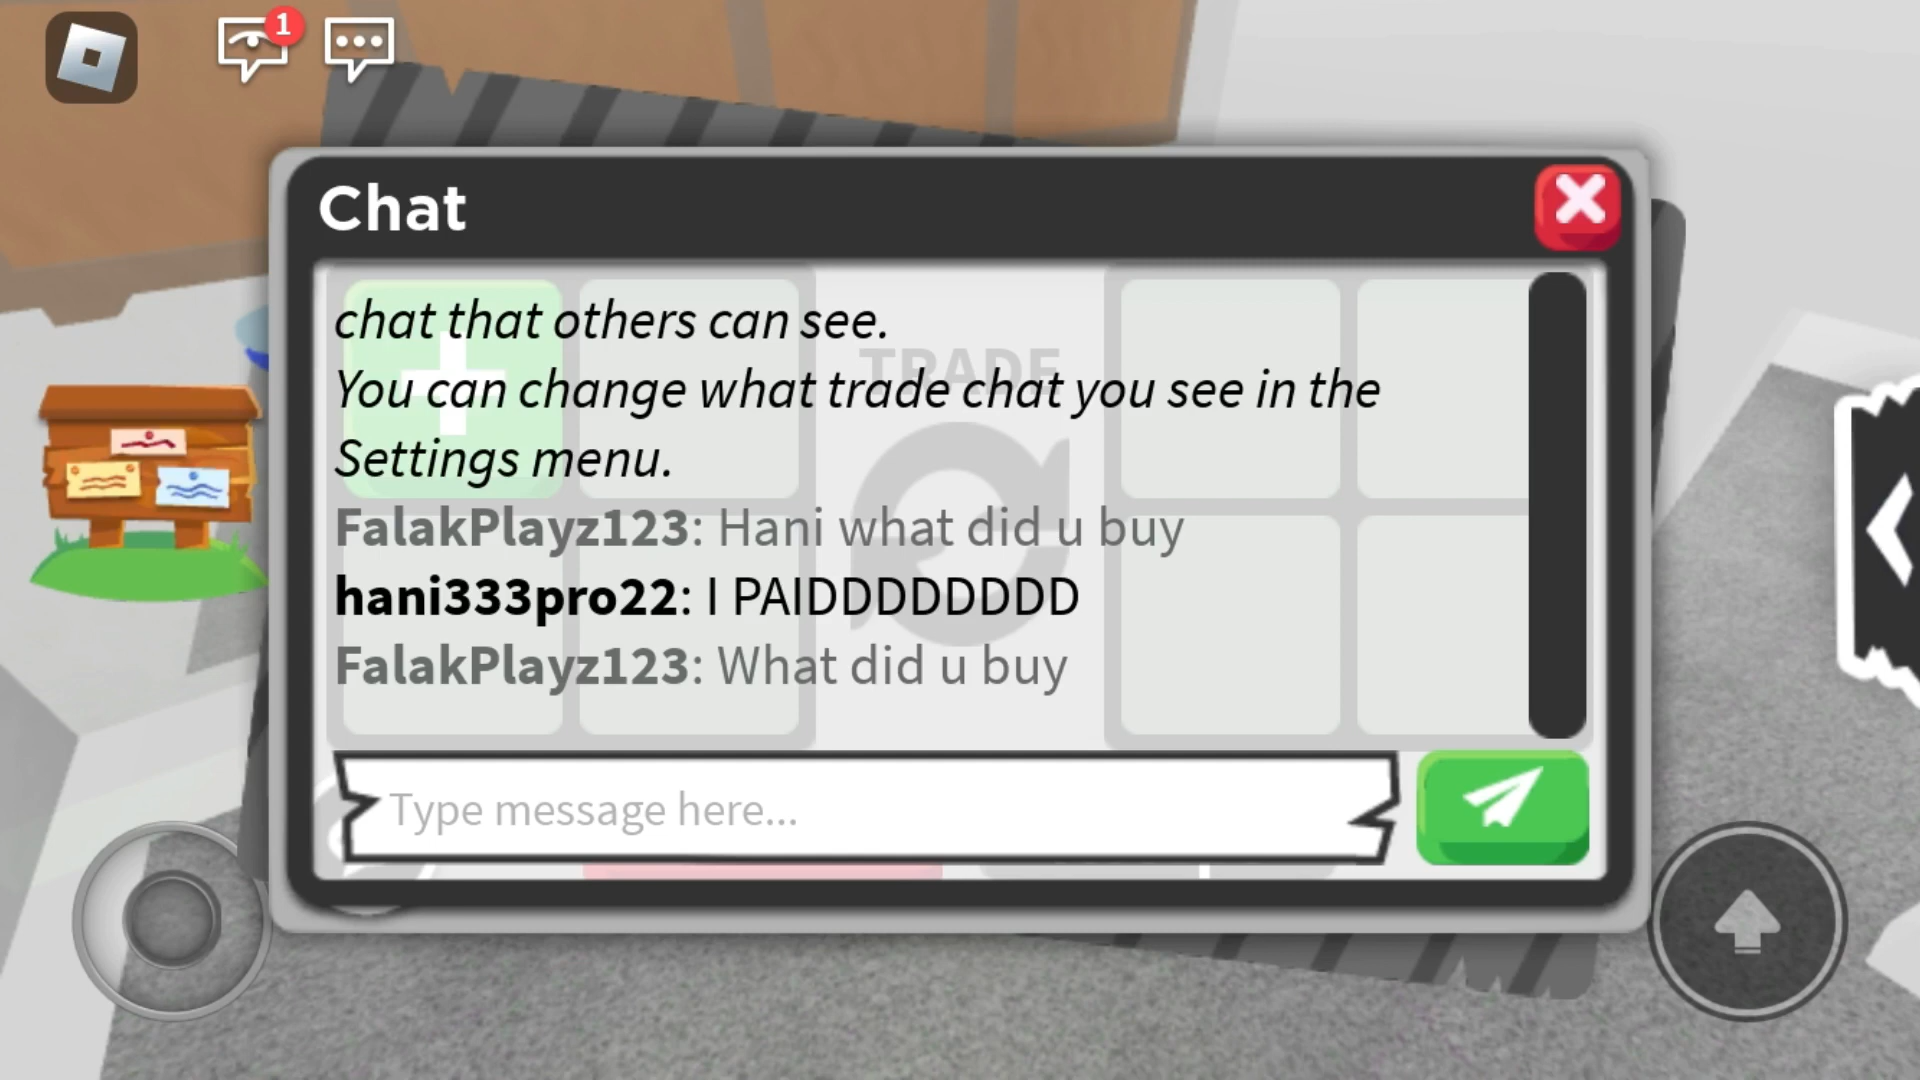 1
Chat
TRADE
chat that others can see.
You can change what trade chat you see in the
Settings menu.
FalakPlayz123: Hani what did u buy
hani333pro22: I PAIDDDDDDDD
FalakPlayz123: What did u buy
Type message here...